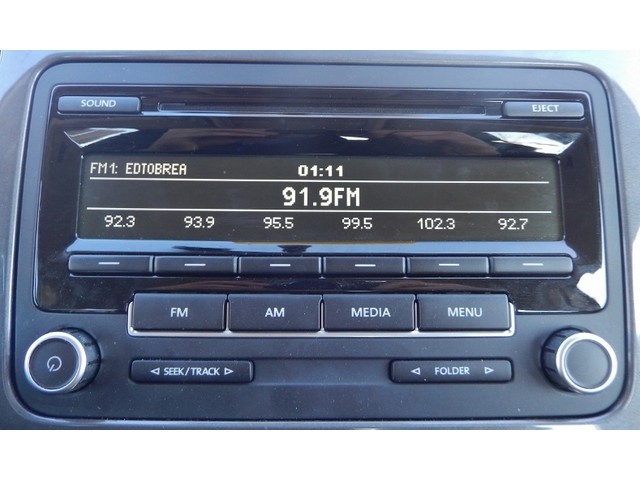 SOUND
EJECT
FM1: EDTOBREA 01:11
91.9FM
92.3 93.9 95.5 99.5 102.3 92.7
FM AM MEDIA MENU
SEEK/TRACK FOLDER